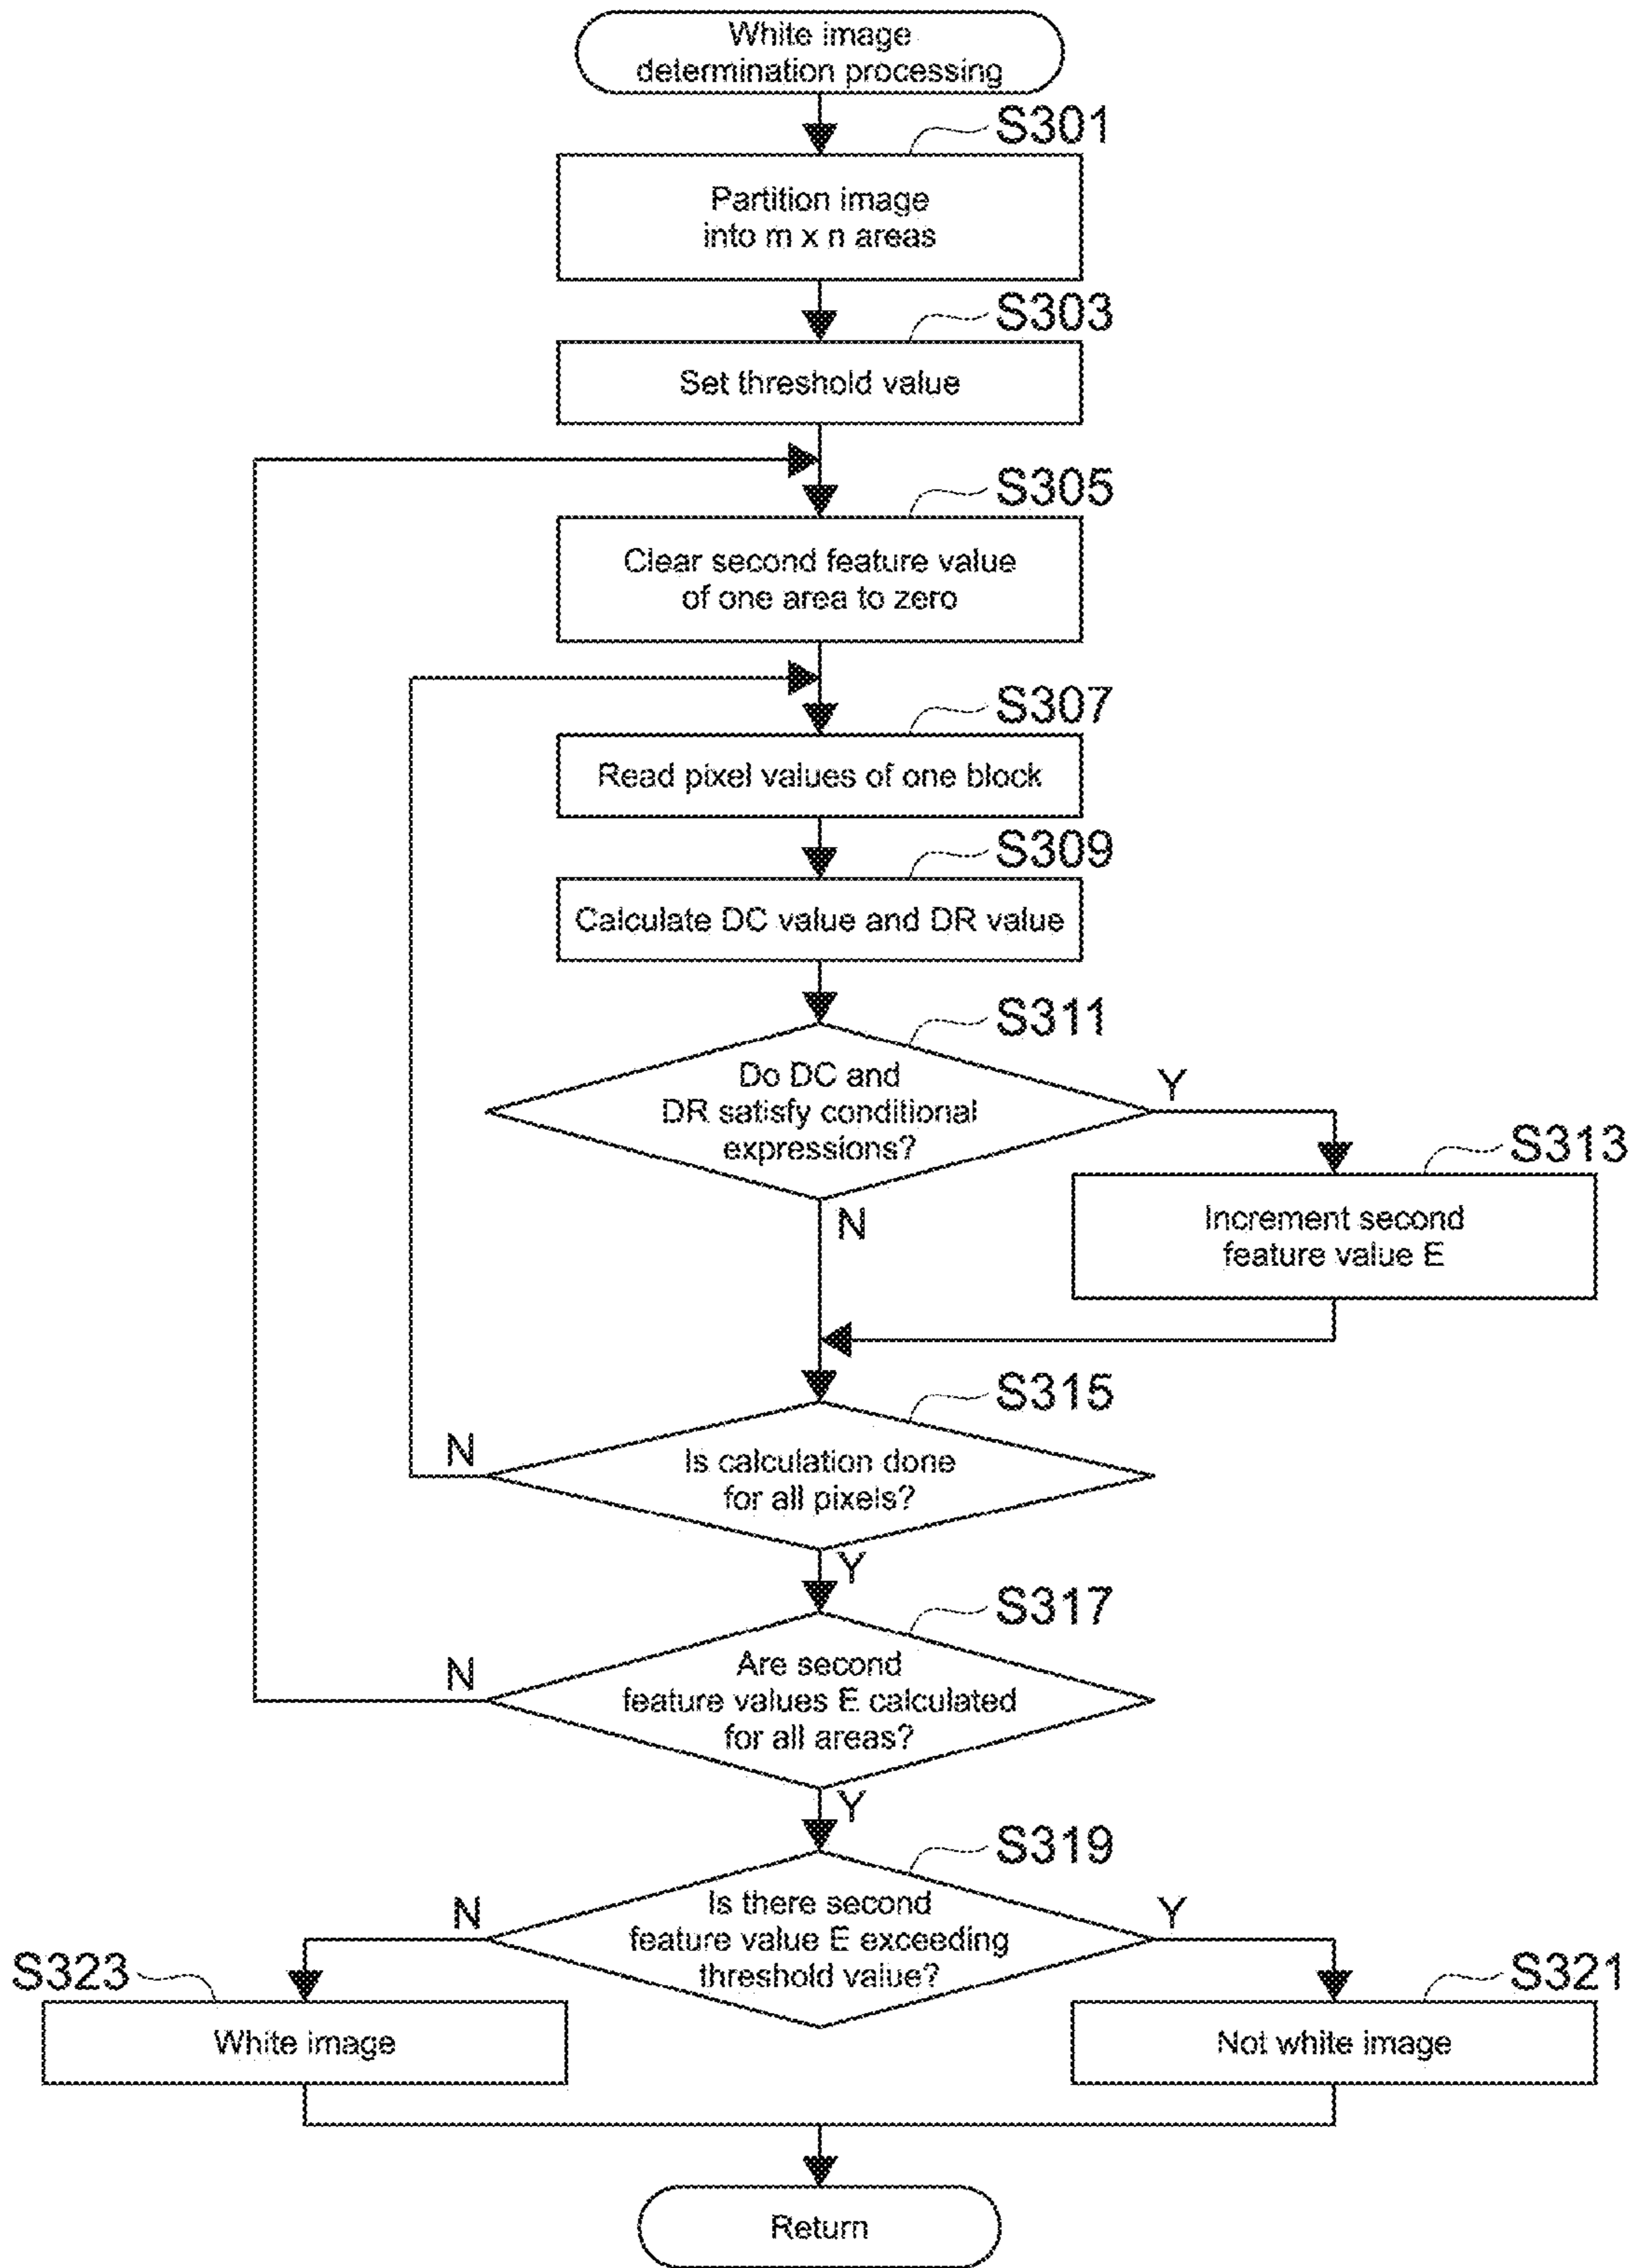 White image
determination processing
S301
Partition image
into m x n areas
S303
Set threshold value
S305
Clear second feature value
of one area to zero
S307
Read pixel values of one block
S309
Calculate DC value and DR value
S311
Do DC and
DR satisfy conditional
expressions?
Y
N
S313
Increment second
feature value E
S315
Is calculation done
for all pixels?
N
Y
S317
Are second
feature values E calculated
for all areas?
N
Y
S319
Is there second
feature value E exceeding
threshold value?
N
Y
S323
White image
S321
Not white image
Return